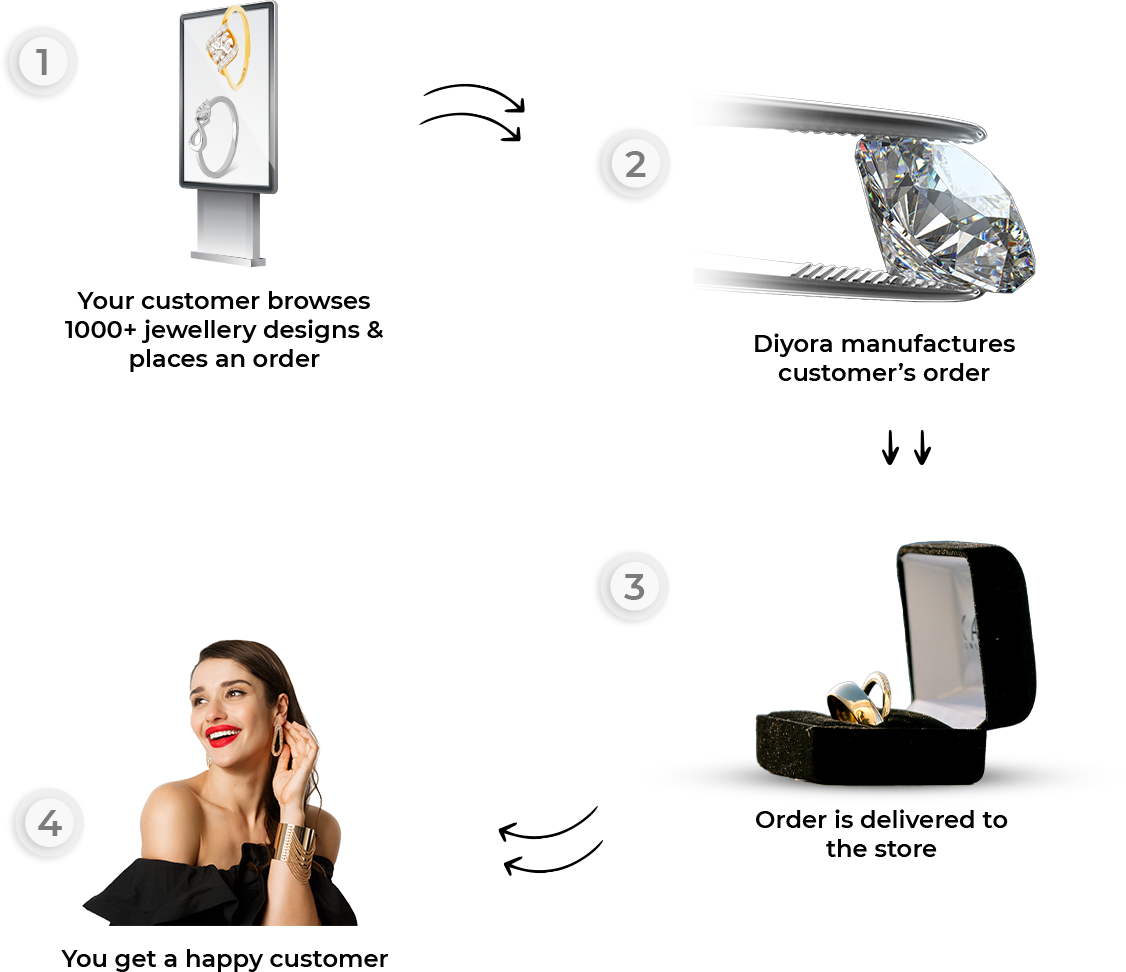 1
Your customer browses
1000+ jewellery designs &
places an order
2
Diyora manufactures
customer’s order
3
Order is delivered to
the store
4
You get a happy customer